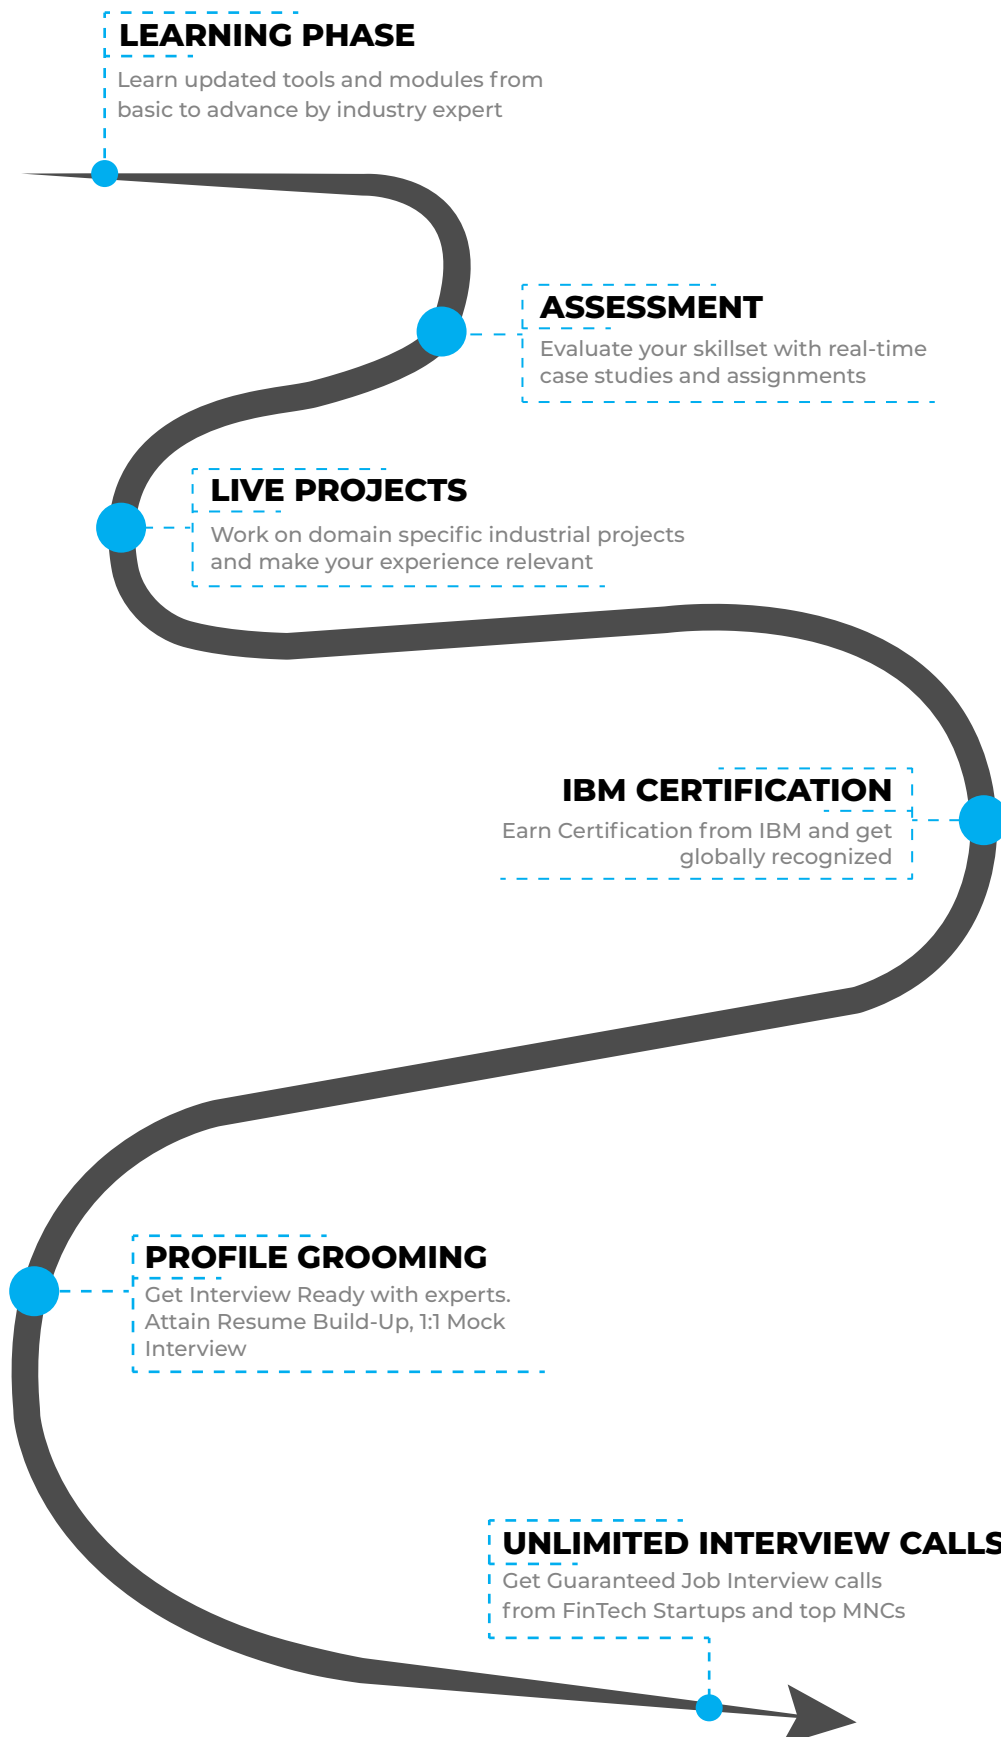 LEARNING PHASE
Learn updated tools and modules from
basic to advance by industry expert
ASSESSMENT
Evaluate your skillset with real-time
case studies and assignments
LIVE PROJECTS
Work on domain specific industrial projects
and make your experience relevant
IBM CERTIFICATION
Earn Certification from IBM and get
globally recognized
PROFILE GROOMING
Get Interview Ready with experts.
Attain Resume Build-Up, 1:1 Mock
Interview
UNLIMITED INTERVIEW CALLS
Get Guaranteed Job Interview calls
from FinTech Startups and top MNCs